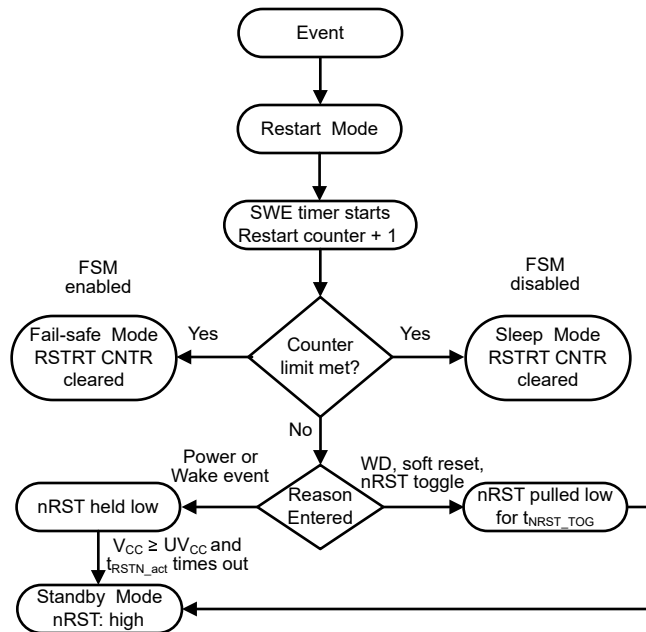 Event
Restart Mode
SWE timer starts
Restart counter + 1
FSM
enabled
FSM
disabled
Fail-safe Mode
RSTRT CNTR
cleared
Yes
Counter
limit met?
Yes
Sleep Mode
RSTRT CNTR
cleared
No
Power or
Wake event
WD, soft reset,
nRST toggle
nRST held low
Reason
Entered
nRST pulled low
for tNRST_TOG
VCC ≥ UVCC and
tRSTN_act times out
Standby Mode
nRST: high